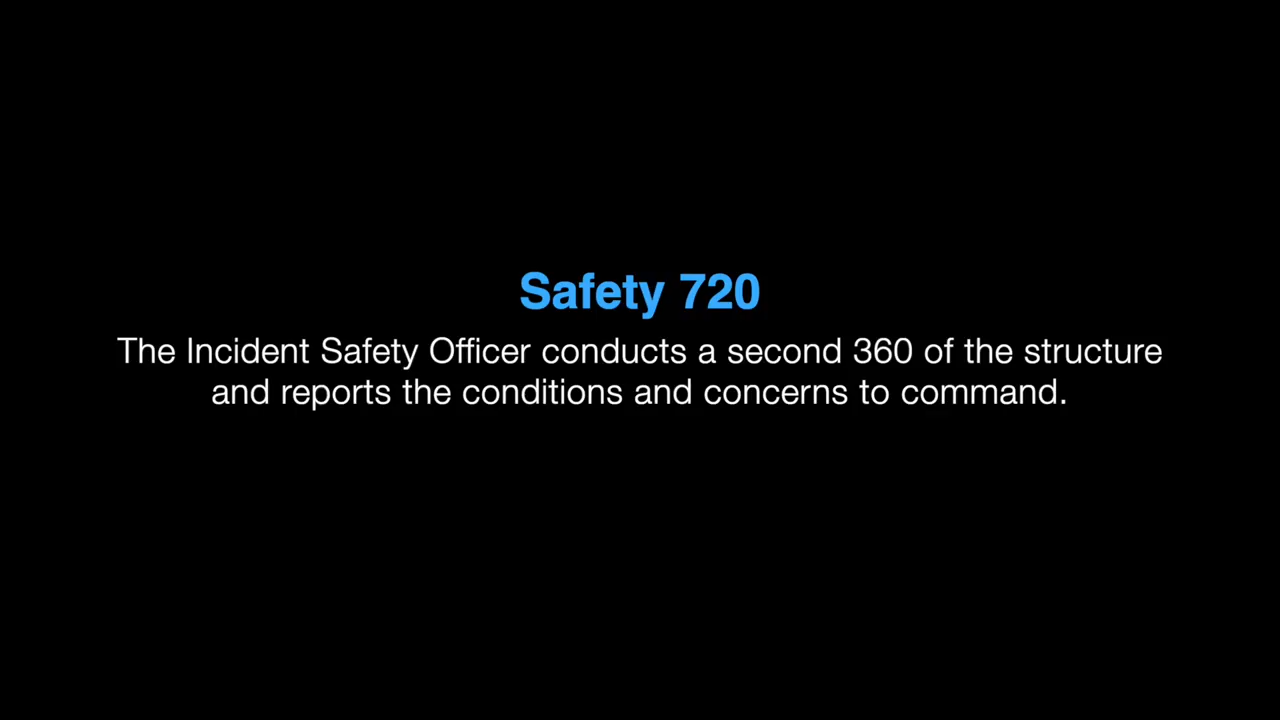 Safety 720
The Incident Safety Officer conducts a second 360 of the structure
and reports the conditions and concerns to command.